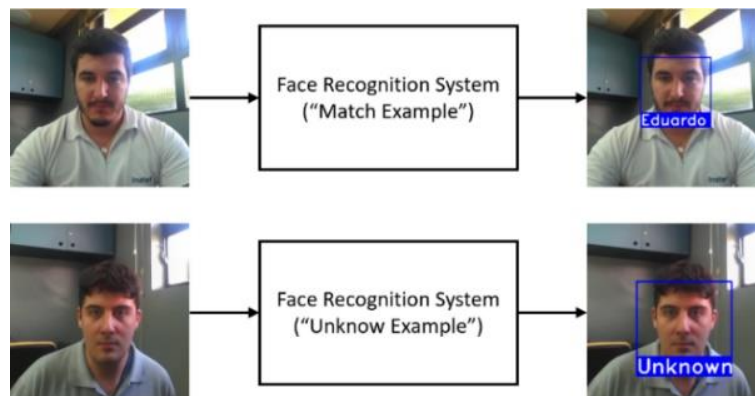 Face Recognition System
("Match Example")
Eduardo
Face Recognition System
("Unknow Example")
Unknown